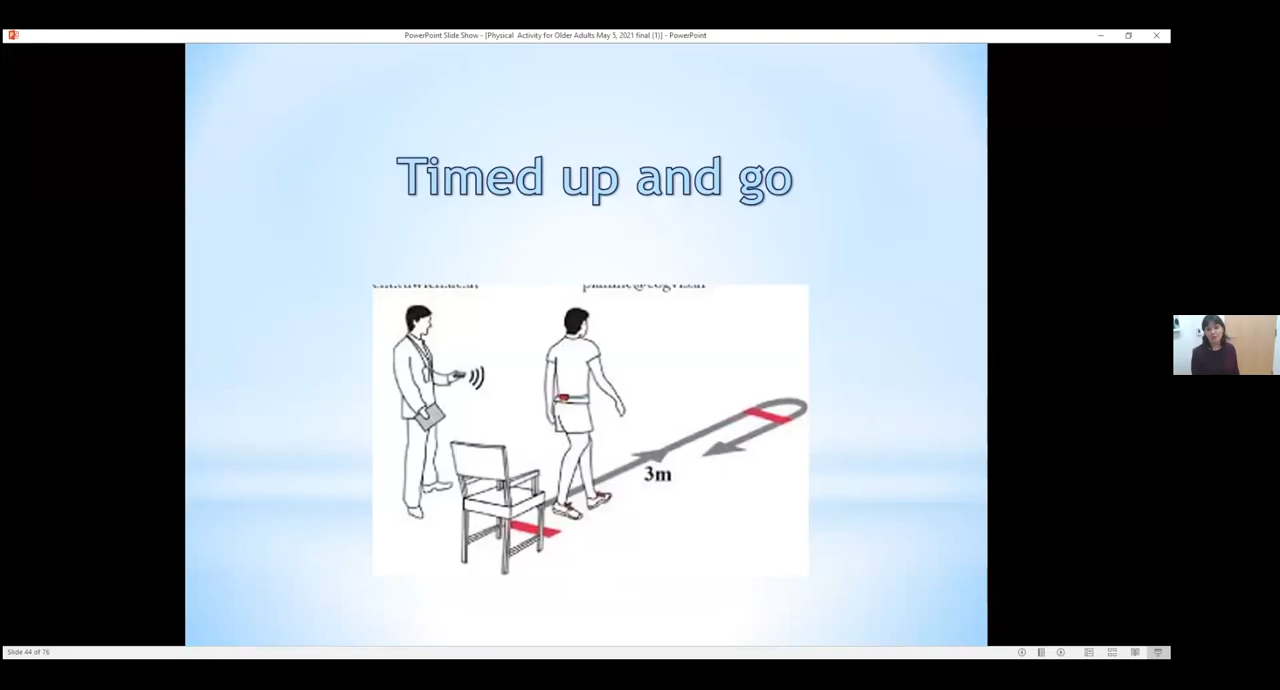 PowerPoint Slide Show - [Physical Activity for Older Adults May 5, 2021 final (1)] - PowerPoint
Timed up and go
3m
Slide 44 of 76